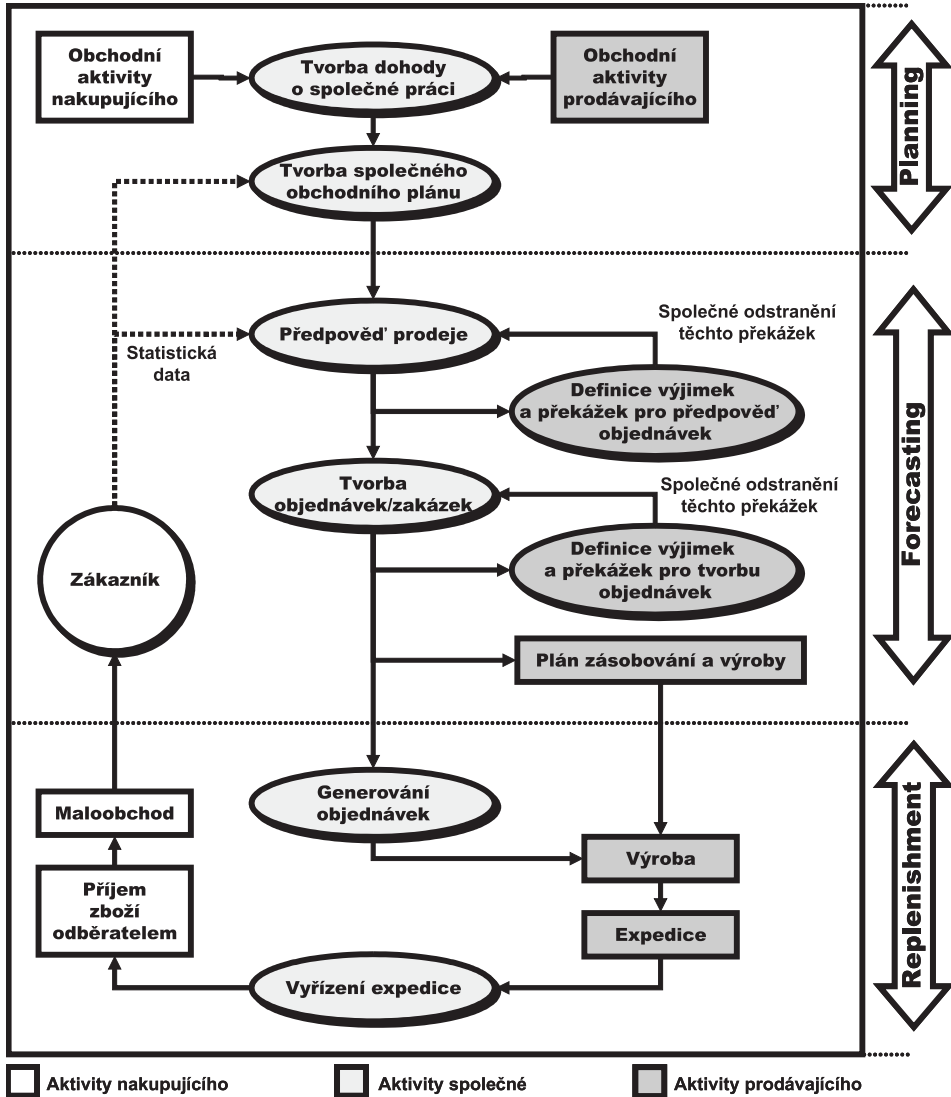 Obchodní
aktivity
nakupujícího
Tvorba dohody
o společné práci
Obchodní
aktivity
prodávajícího
Planning
Tvorba společného
obchodního plánu
Předpověď prodeje
Společné odstranění
těchto překážek
Statistická
data
Definice výjimek
a překážek pro předpověď
objednávek
Forecasting
Tvorba
objednávek/zakázek
Společné odstranění
těchto překážek
Zákazník
Definice výjimek
a překážek pro tvorbu
objednávek
Plán zásobování a výroby
Replenishment
Maloobchod
Generování
objednávek
Výroba
Příjem
zboží
odběratelem
Expedice
Vyřízení expedice
Aktivity nakupujícího
Aktivity společné
Aktivity prodávajícího